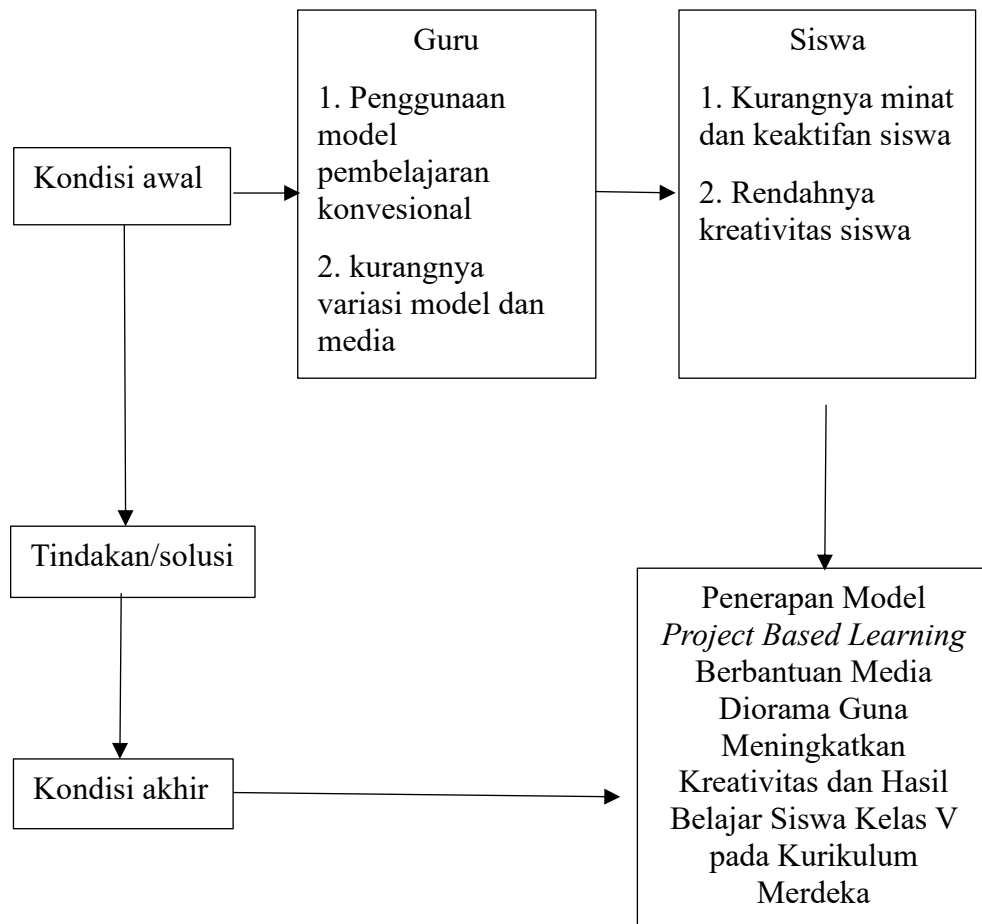 Kondisi awal
Guru
1. Penggunaan
model
pembelajaran
konvesional
2. kurangnya
variasi model dan
media
Siswa
1. Kurangnya minat
dan keaktifan siswa
2. Rendahnya
kreativitas siswa
Tindakan/solusi
Kondisi akhir
Penerapan Model
Project Based Learning
Berbantuan Media
Diorama Guna
Meningkatkan
Kreativitas dan Hasil
Belajar Siswa Kelas V
pada Kurikulum
Merdeka